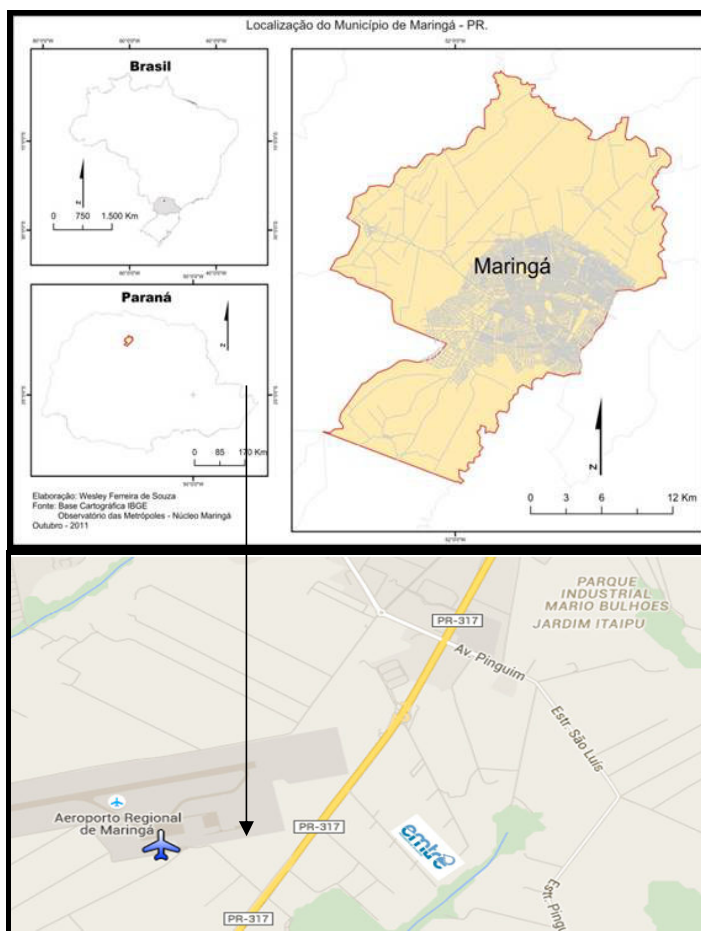 Localização do Município de Maringá - PR.
Brasil
N
0 750 1.500 Km
Paraná
N
0 85 170 Km
Elaboração: Wesley Ferreira de Souza
Fonte: Base Cartográfica IBGE
Observatório das Metrópoles - Núcleo Maringá
Outubro - 2011
Maringá
N
0 3 6 12 Km
PARQUE
INDUSTRIAL
MARIO BULHOES
JARDIM ITAIPU
PR-317
Av. Pinguim
Estr. São Luís
Aeroporto Regional
de Maringá
PR-317
emtre
PR-317
Estr. Pingu